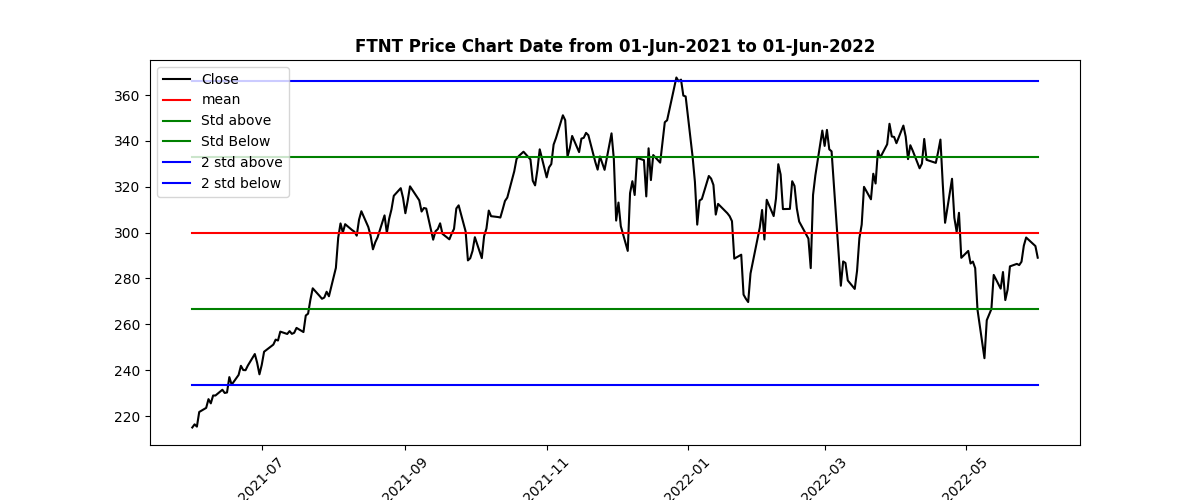 FTNT Price Chart Date from 01-Jun-2021 to 01-Jun-2022
Close
mean
Std above
Std Below
2 std above
2 std below
360
340
320
300
280
260
240
220
2021-07
2021-09
2021-11
2022-01
2022-03
2022-05